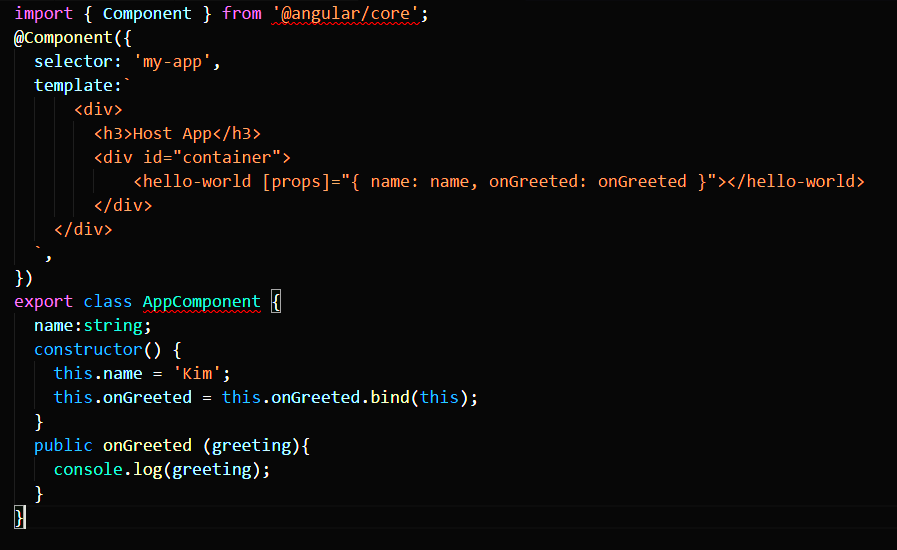 import { Component } from '@angular/core';
@Component({
  selector: 'my-app',
  template:`
      <div>
        <h3>Host App</h3>
        <div id="container">
            <hello-world [props]="{ name: name, onGreeted: onGreeted }"></hello-world>
        </div>
    </div>
  `,
})
export class AppComponent {
  name:string;
  constructor() {
    this.name = 'Kim';
    this.onGreeted = this.onGreeted.bind(this);
  }
  public onGreeted (greeting){
    console.log(greeting);
  }
}